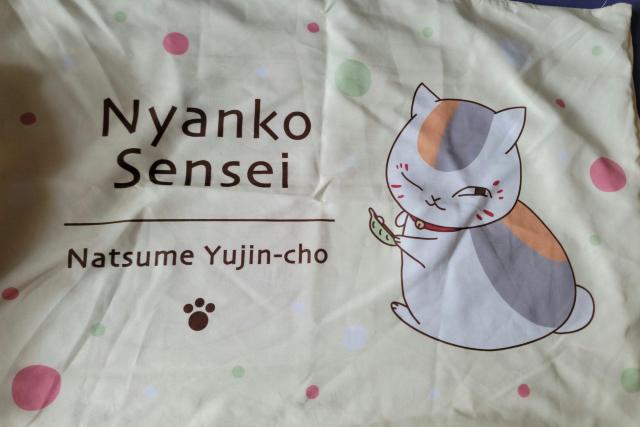 Nyanko
Sensei
Natsume Yujin-cho